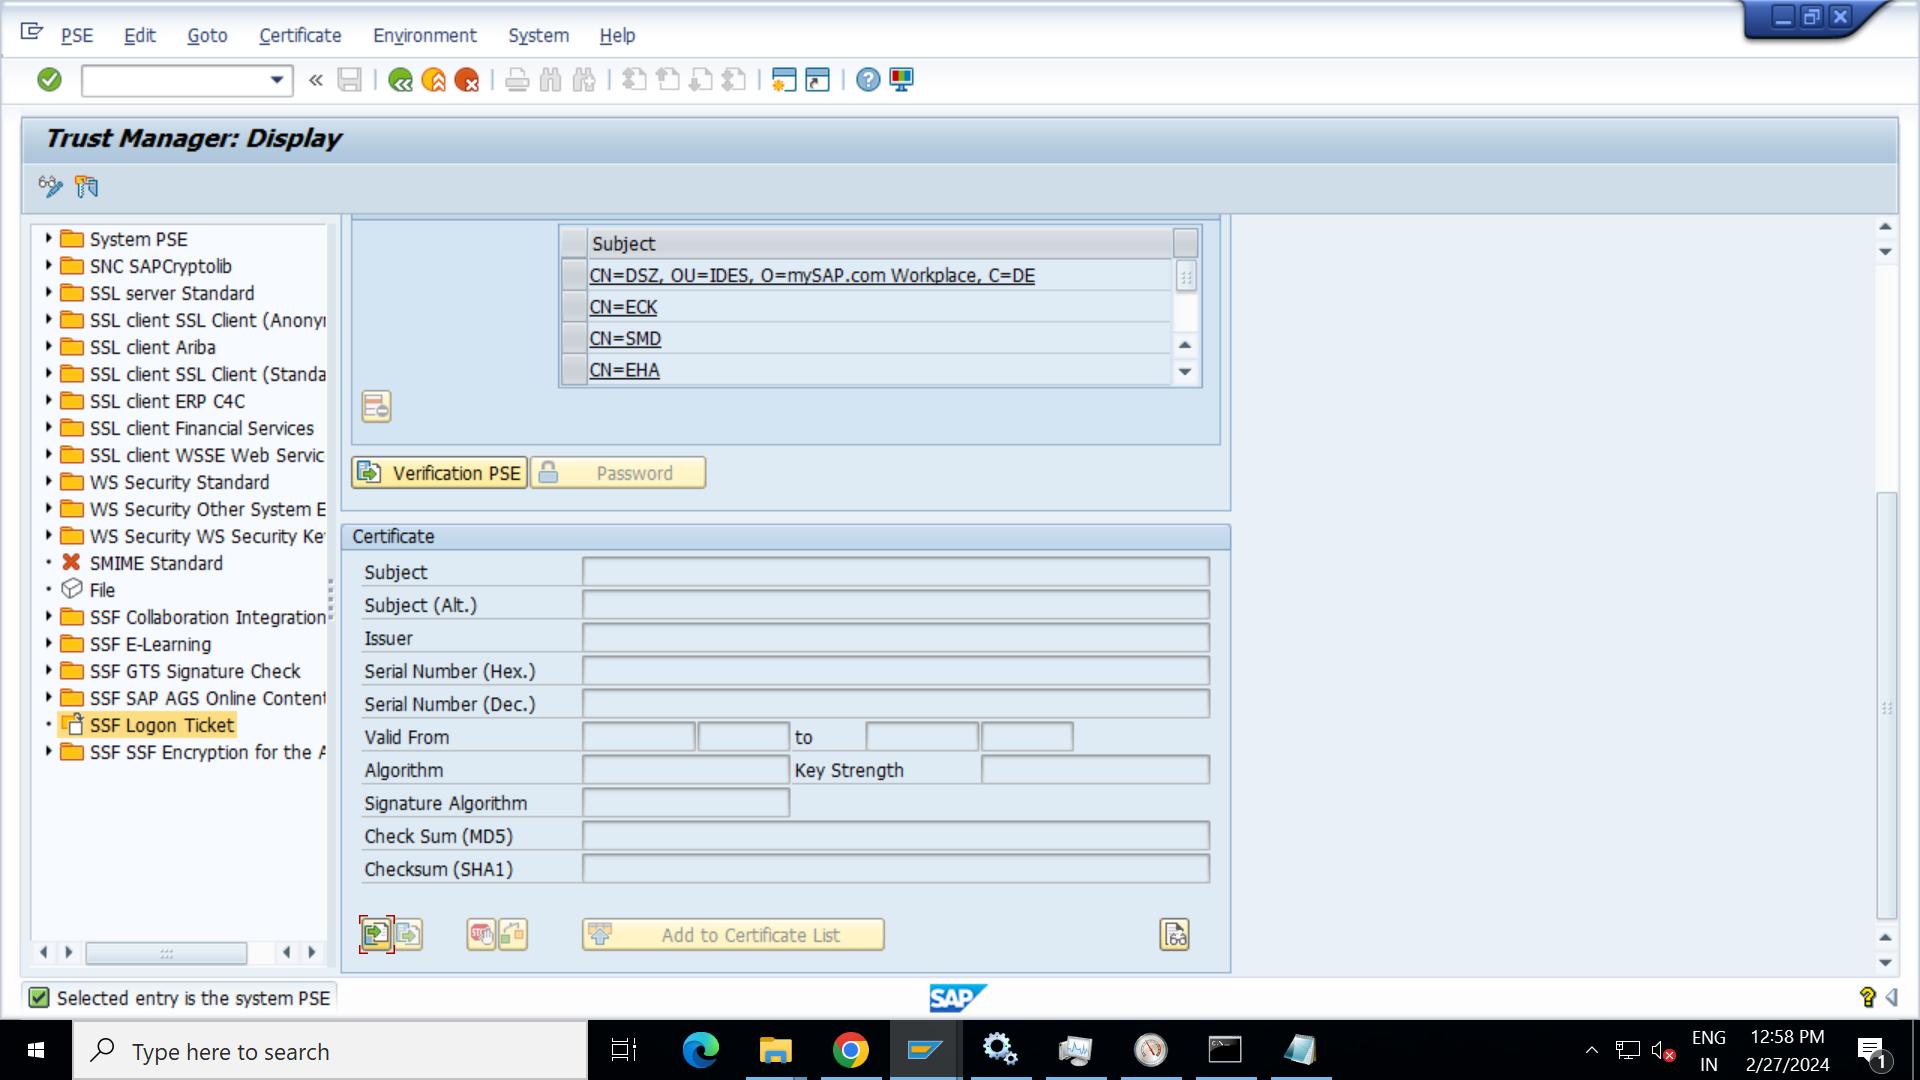 PSE Edit Goto Certificate Environment System Help
Trust Manager: Display
System PSE
SNC SAPCryptolib
SSL server Standard
SSL client SSL Client (Anony
SSL client Ariba
SSL client SSL Client (Standa
SSL client ERP C4C
SSL client Financial Services
SSL client WSSE Web Servic
WS Security Standard
WS Security Other System E
WS Security WS Security Ke
SMIME Standard
File
SSF Collaboration Integration
SSF E-Learning
SSF GTS Signature Check
SSF SAP AGS Online Content
SSF Logon Ticket
SSF SSF Encryption for the A
Subject
CN=DSZ, OU=IDES, O=mySAP.com Workplace, C=DE
CN=ECK
CN=SMD
CN=EHA
Verification PSE Password
Certificate
Subject
Subject (Alt.)
Issuer
Serial Number (Hex.)
Serial Number (Dec.)
Valid From to
Algorithm Key Strength
Signature Algorithm
Check Sum (MD5)
Checksum (SHA1)
Add to Certificate List
Selected entry is the system PSE
SAP
Type here to search
ENG
IN
12:58 PM
2/27/2024
1